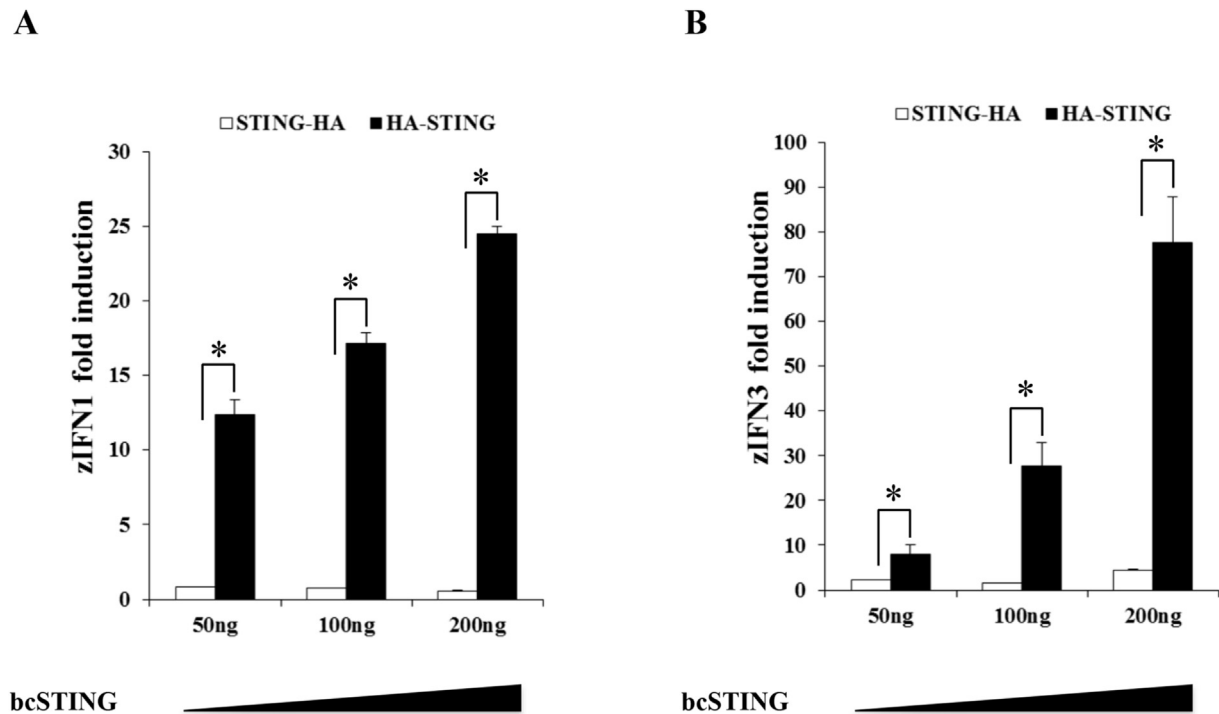 A
STING-HA HA-STING
zIFN1 fold induction
30
25
20
15
10
5
0
*
*
*
50ng 100ng 200ng
bcSTING
B
STING-HA HA-STING
zIFN3 fold induction
100
90
80
70
60
50
40
30
20
10
0
*
*
*
50ng 100ng 200ng
bcSTING